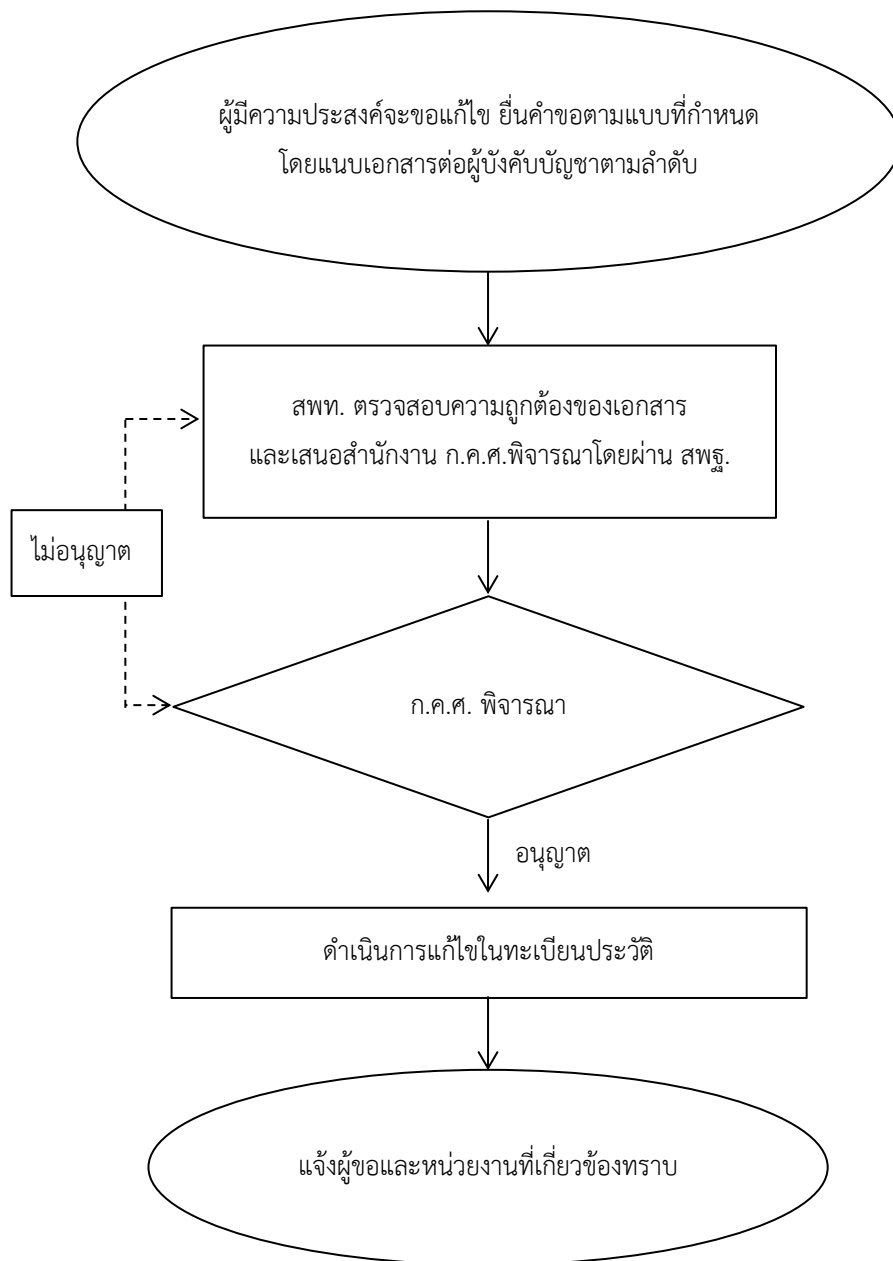 ผู้มีความประสงค์จะขอแก้ไข ยื่นคำขอตามแบบที่กำหนด
โดยแนบเอกสารต่อผู้บังคับบัญชาตามลำดับ
สพท. ตรวจสอบความถูกต้องของเอกสาร
และเสนอสำนักงาน ก.ค.ศ.พิจารณาโดยผ่าน สพฐ.
ไม่อนุญาต
ก.ค.ศ. พิจารณา
อนุญาต
ดำเนินการแก้ไขในทะเบียนประวัติ
แจ้งผู้ขอและหน่วยงานที่เกี่ยวข้องทราบ